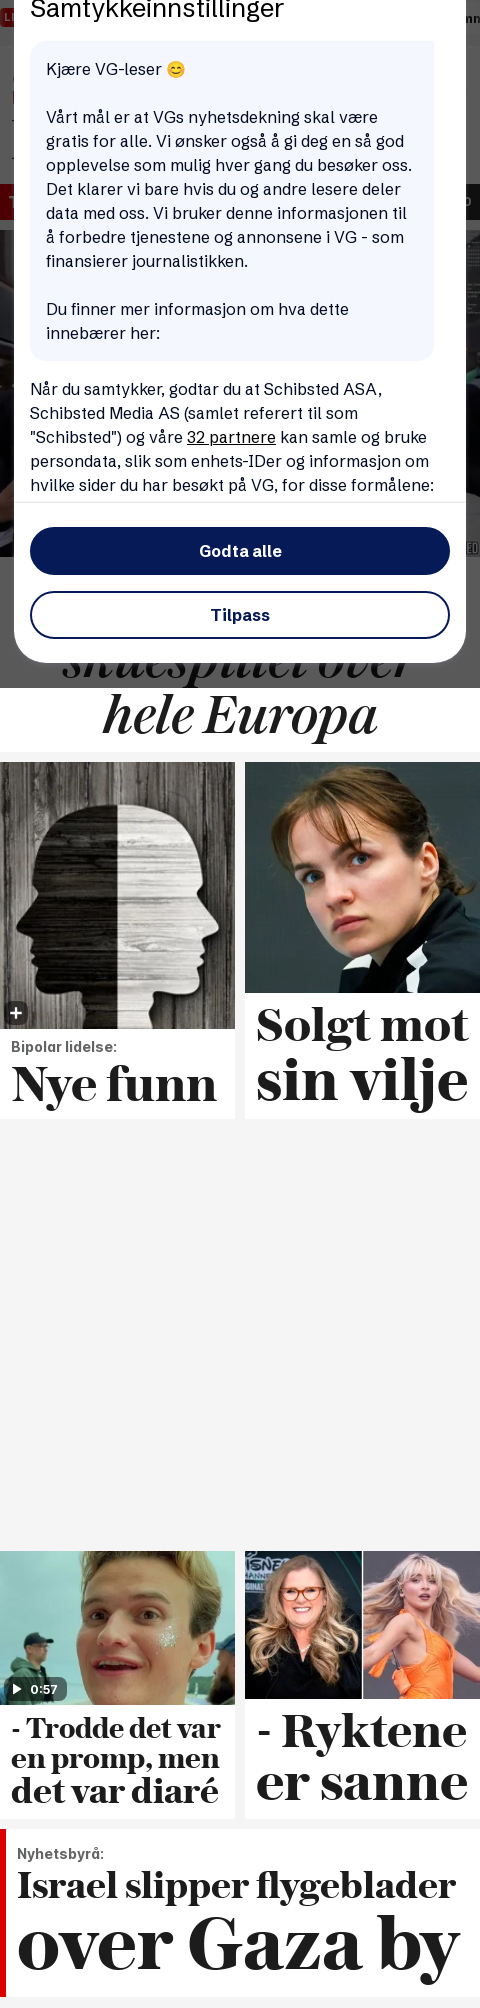 Samtykkeinnstillinger
Kjære VG-leser 😊
Vårt mål er at VGs nyhetsdekning skal være
gratis for alle. Vi ønsker også å gi deg en så god
opplevelse som mulig hver gang du besøker oss.
Det klarer vi bare hvis du og andre lesere deler
data med oss. Vi bruker denne informasjonen til
å forbedre tjenestene og annonsene i VG - som
finansierer journalistikken.
Du finner mer informasjon om hva dette
innebærer her:
Når du samtykker, godtar du at Schibsted ASA,
Schibsted Media AS (samlet referert til som
"Schibsted") og våre 32 partnere kan samle og bruke
persondata, slik som enhets-IDer og informasjon om
hvilke sider du har besøkt på VG, for disse formålene:
Godta alle
Tilpass
skuespillet over
hele Europa
Bipolar lidelse:
Nye funn
Solgt mot
sin vilje
DISNEY
CHANNEL
ORIGINAL
0:57
- Trodde det var
en promp, men
det var diaré
- Ryktene
er sanne
Nyhetsbyrå:
Israel slipper flygeblader
over Gaza by